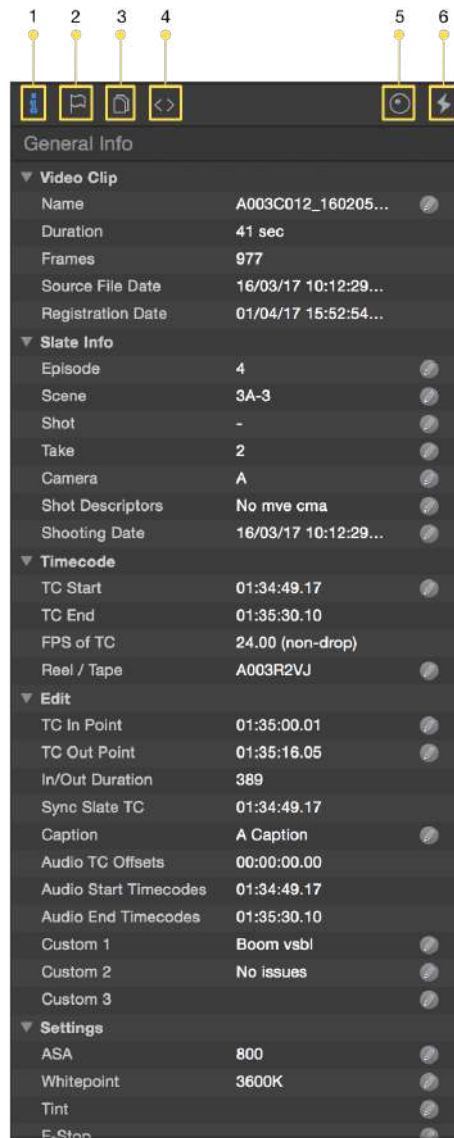 1 2 3 4 5 6
General Info
Video Clip
Name A003C012_160205...
Duration 41 sec
Frames 977
Source File Date 16/03/17 10:12:29...
Registration Date 01/04/17 15:52:54...
Slate Info
Episode 4
Scene 3A-3
Shot -
Take 2
Camera A
Shot Descriptors No mve cma
Shooting Date 16/03/17 10:12:29...
Timecode
TC Start 01:34:49.17
TC End 01:35:30.10
FPS of TC 24.00 (non-drop)
Reel / Tape A003R2VJ
Edit
TC In Point 01:35:00.01
TC Out Point 01:35:16.05
In/Out Duration 389
Sync Slate TC 01:34:49.17
Caption A Caption
Audio TC Offsets 00:00:00.00
Audio Start Timecodes 01:34:49.17
Audio End Timecodes 01:35:30.10
Custom 1 Boom vsbl
Custom 2 No issues
Custom 3
Settings
ASA 800
Whitepoint 3600K
Tint
F-Stop